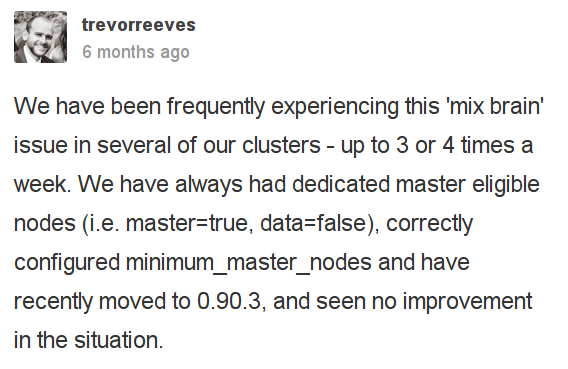 trevorreeves
6 months ago
We have been frequently experiencing this 'mix brain'
issue in several of our clusters - up to 3 or 4 times a
week. We have always had dedicated master eligible
nodes (i.e. master=true, data=false), correctly
configured minimum_master_nodes and have
recently moved to 0.90.3, and seen no improvement
in the situation.